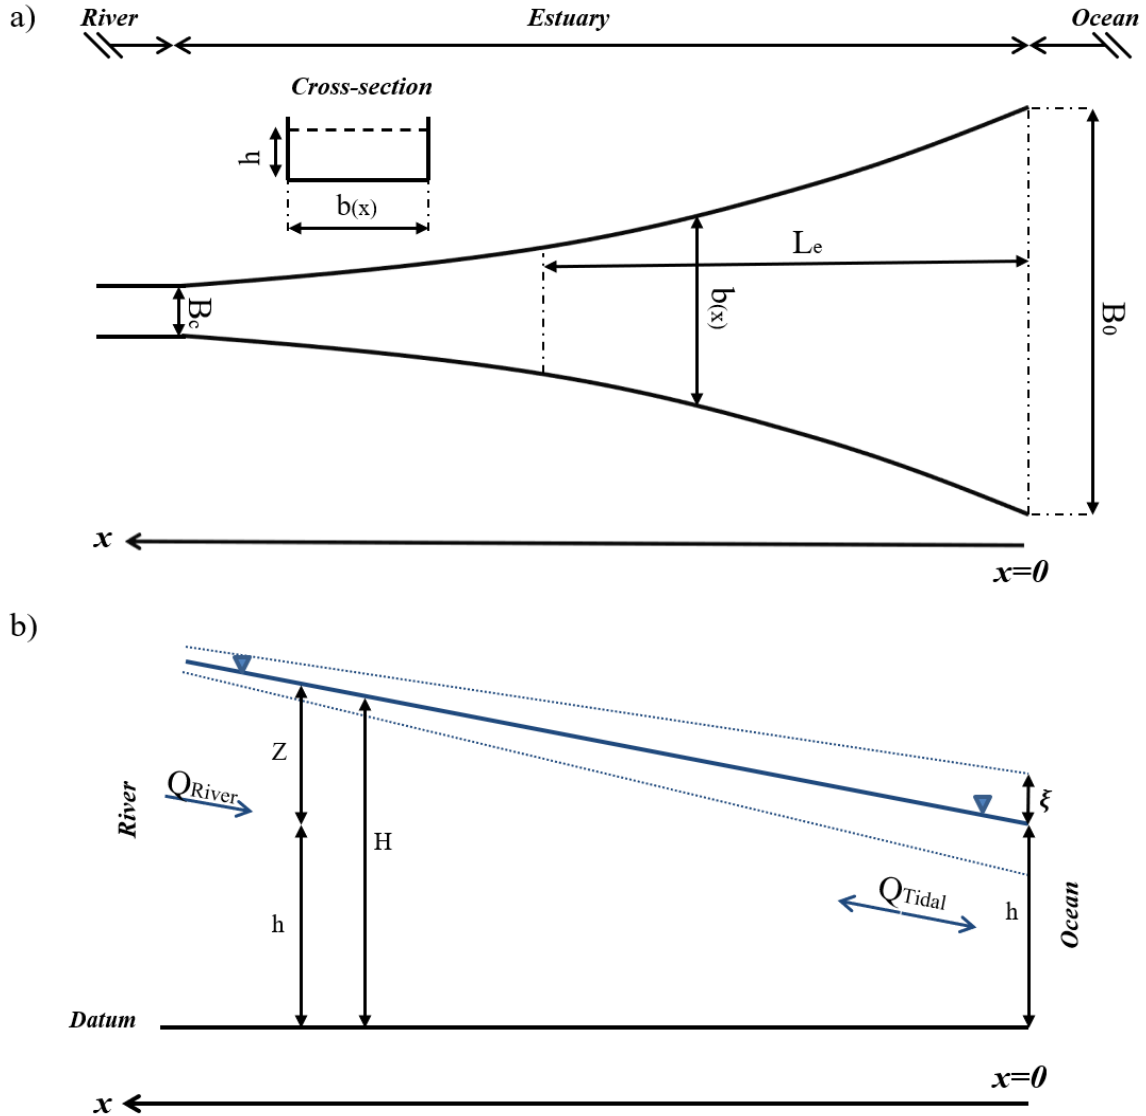 a)
River Estuary Ocean
Cross-section
h
b(x)
Le
Bc
b(x)
B0
x
x=0
b)
Z
ξ
QRiver
River
H
QTidal
h
h
Ocean
Datum
x=0
x